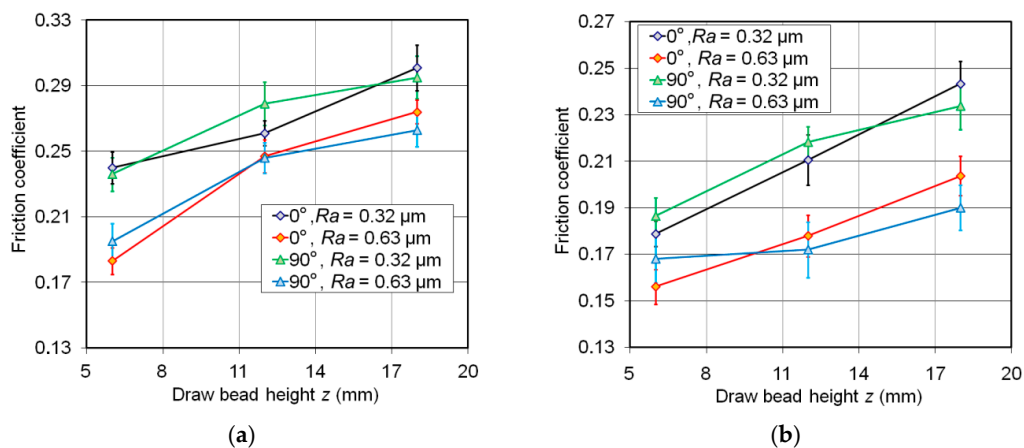 0.33
0.29
0.25
0.21
0.17
0.13
Friction coefficient
0°, Ra = 0.32 µm
0°, Ra = 0.63 µm
90°, Ra = 0.32 µm
90°, Ra = 0.63 µm
5 8 11 14 17 20
Draw bead height z (mm)
(a)
0.27
0.25
0.23
0.21
0.19
0.17
0.15
0.13
Friction coefficient
0°, Ra = 0.32 µm
0°, Ra = 0.63 µm
90°, Ra = 0.32 µm
90°, Ra = 0.63 µm
5 8 11 14 17 20
Draw bead height z (mm)
(b)